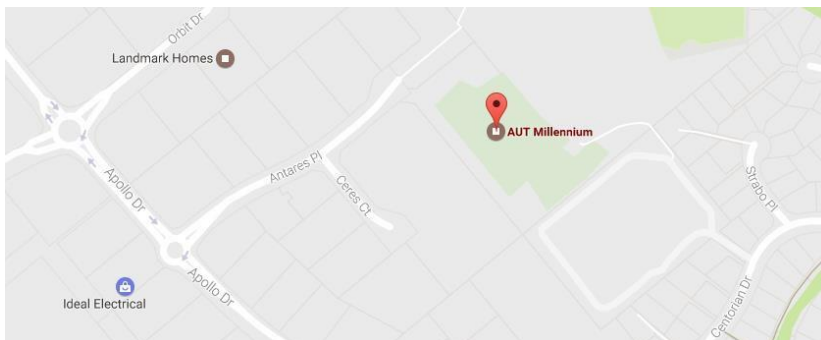 Orbit Dr
Landmark Homes
AUT Millennium
Apollo Dr
Antares Pl
Ceres Ct
Strabo Pl
Apollo Dr
Ideal Electrical
Centorian Dr